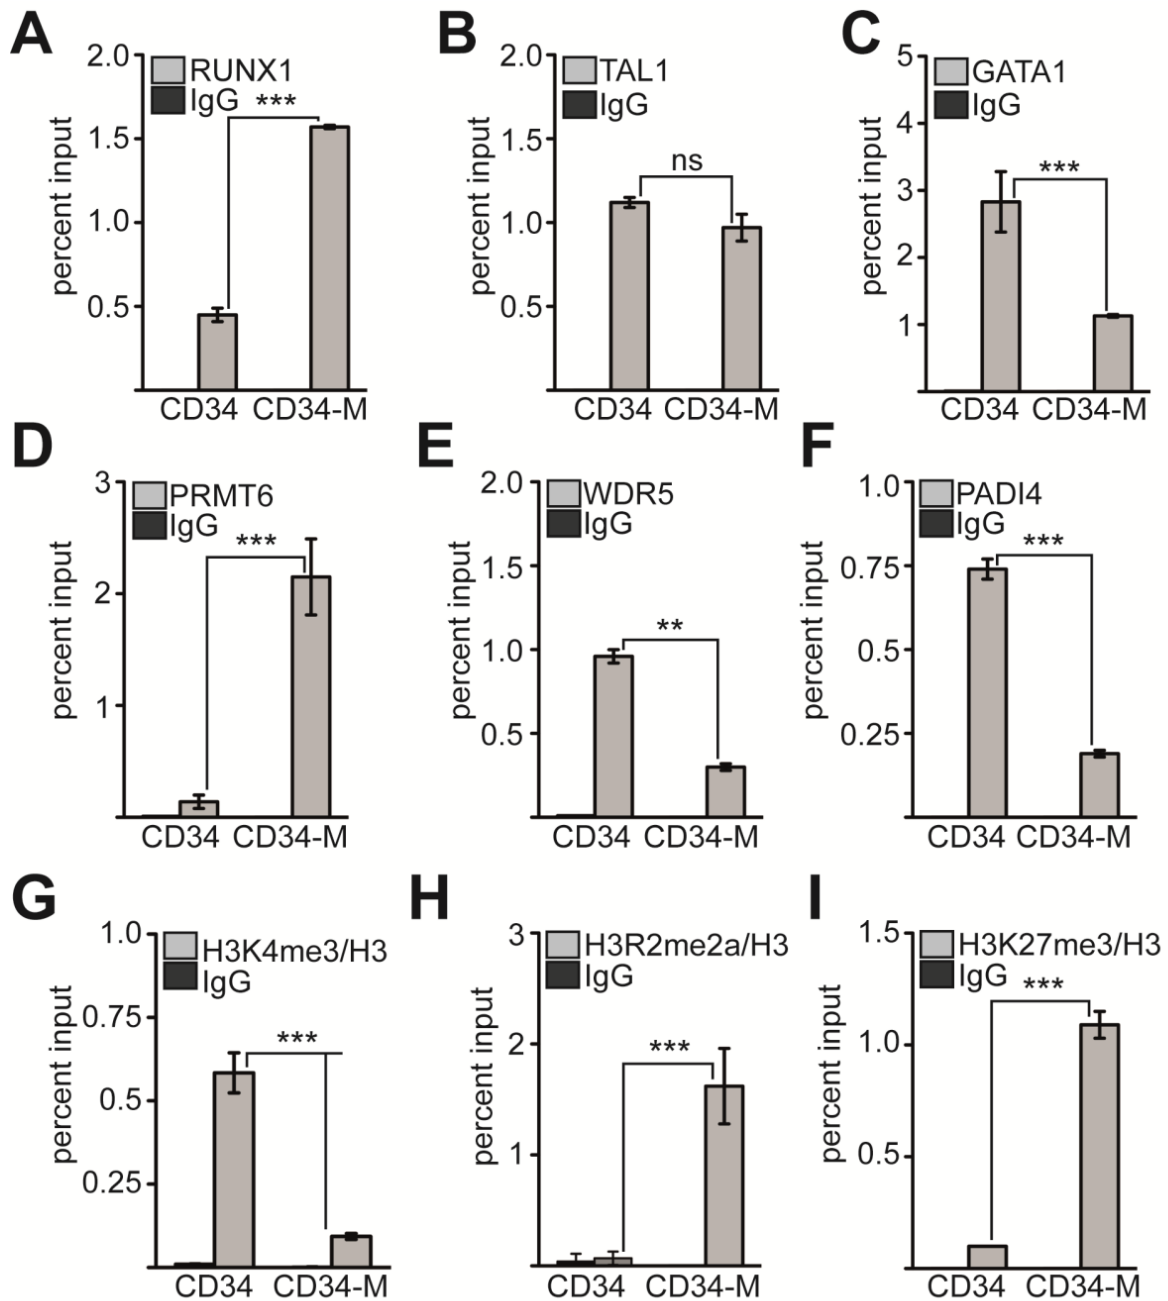 A
percent input
2.0
1.5
1.0
0.5
RUNX1
IgG
***
CD34 CD34-M
B
percent input
2.0
1.5
1.0
0.5
TAL1
IgG
ns
CD34 CD34-M
C
percent input
5
4
3
2
1
GATA1
IgG
***
CD34 CD34-M
D
percent input
3
2
1
PRMT6
IgG
***
CD34 CD34-M
E
percent input
2.0
1.5
1.0
0.5
WDR5
IgG
**
CD34 CD34-M
F
percent input
1.0
0.75
0.5
0.25
PADI4
IgG
***
CD34 CD34-M
G
percent input
1.0
0.75
0.5
0.25
H3K4me3/H3
IgG
***
CD34 CD34-M
H
percent input
3
2
1
H3R2me2a/H3
IgG
***
CD34 CD34-M
I
percent input
1.5
1.0
0.5
H3K27me3/H3
IgG
***
CD34 CD34-M